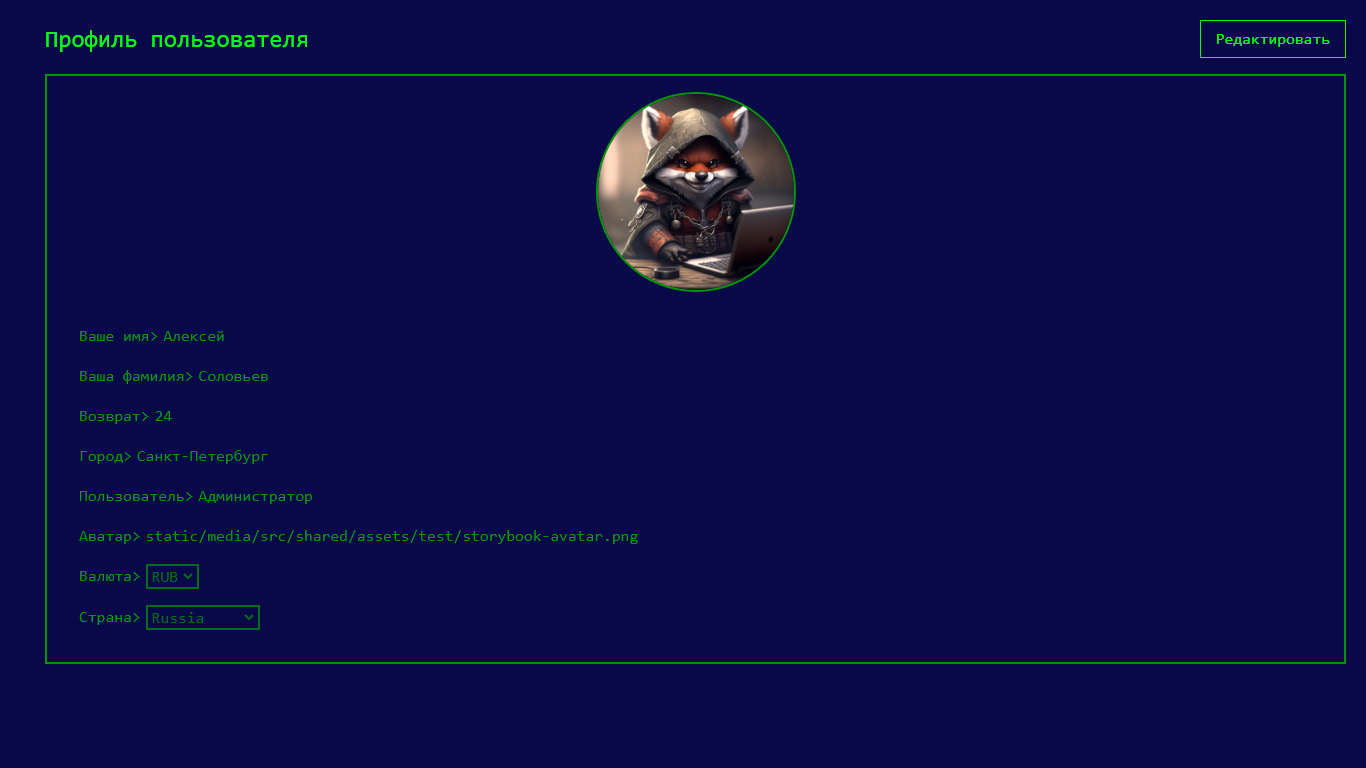 Профиль пользователя
Редактировать
Ваше имя> Алексей
Ваша фамилия> Соловьев
Возврат> 24
Город> Санкт-Петербург
Пользователь> Администратор
Аватар> static/media/src/shared/assets/test/storybook-avatar.png
Валюта> RUB
Страна> Russia